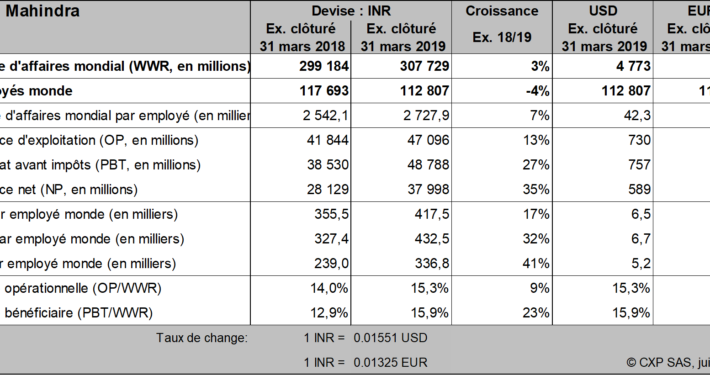 Mahindra Devise : INR Croissance USD EUR
Ex. clôturé Ex. clôturé Ex. 18/19 Ex. clôturé Ex. clô
31 mars 2018 31 mars 2019 31 mars 2019 31 ma
e d'affaires mondial (WWR, en millions) 299 184 307 729 3% 4 773
oyés monde 117 693 112 807 -4% 112 807 11
e d'affaires mondial par employé (en millier 2 542,1 2 727,9 7% 42,3
ce d'exploitation (OP, en millions) 41 844 47 096 13% 730
at avant impôts (PBT, en millions) 38 530 48 788 27% 757
ce net (NP, en millions) 28 129 37 998 35% 589
ar employé monde (en milliers) 355,5 417,5 17% 6,5
ar employé monde (en milliers) 327,4 432,5 32% 6,7
r employé monde (en milliers) 239,0 336,8 41% 5,2
opérationnelle (OP/WWR) 14,0% 15,3% 9% 15,3%
bénéficiaire (PBT/WWR) 12,9% 15,9% 23% 15,9%
Taux de change: 1 INR = 0.01551 USD
1 INR = 0.01325 EUR © CXP SAS, jui